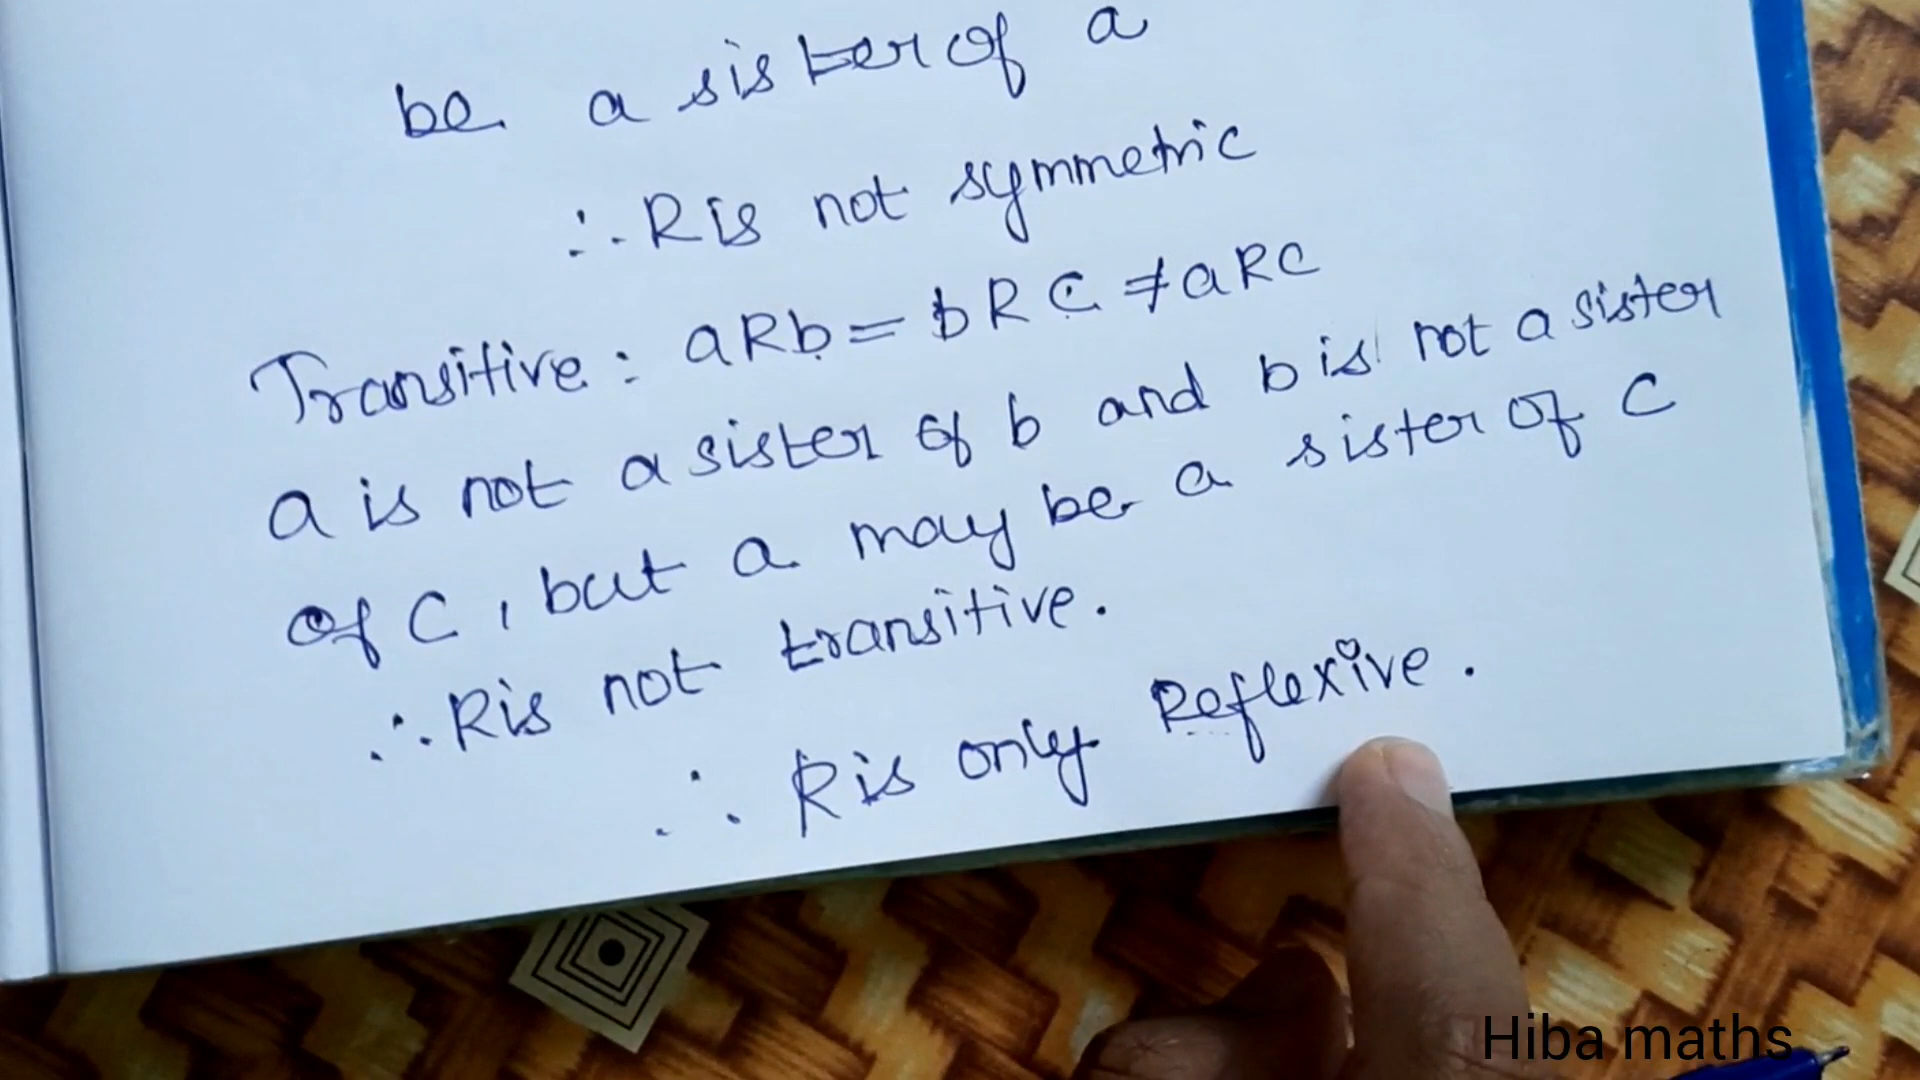 be a sister of a
∴ R is not symmetric
Transitive : aRb = bRC ≠ aRC
a is not a sister of b and b is not a sister
of C, but a may be a sister of C
∴ R is not transitive.
∴ R is only Reflexive.
Hiba maths